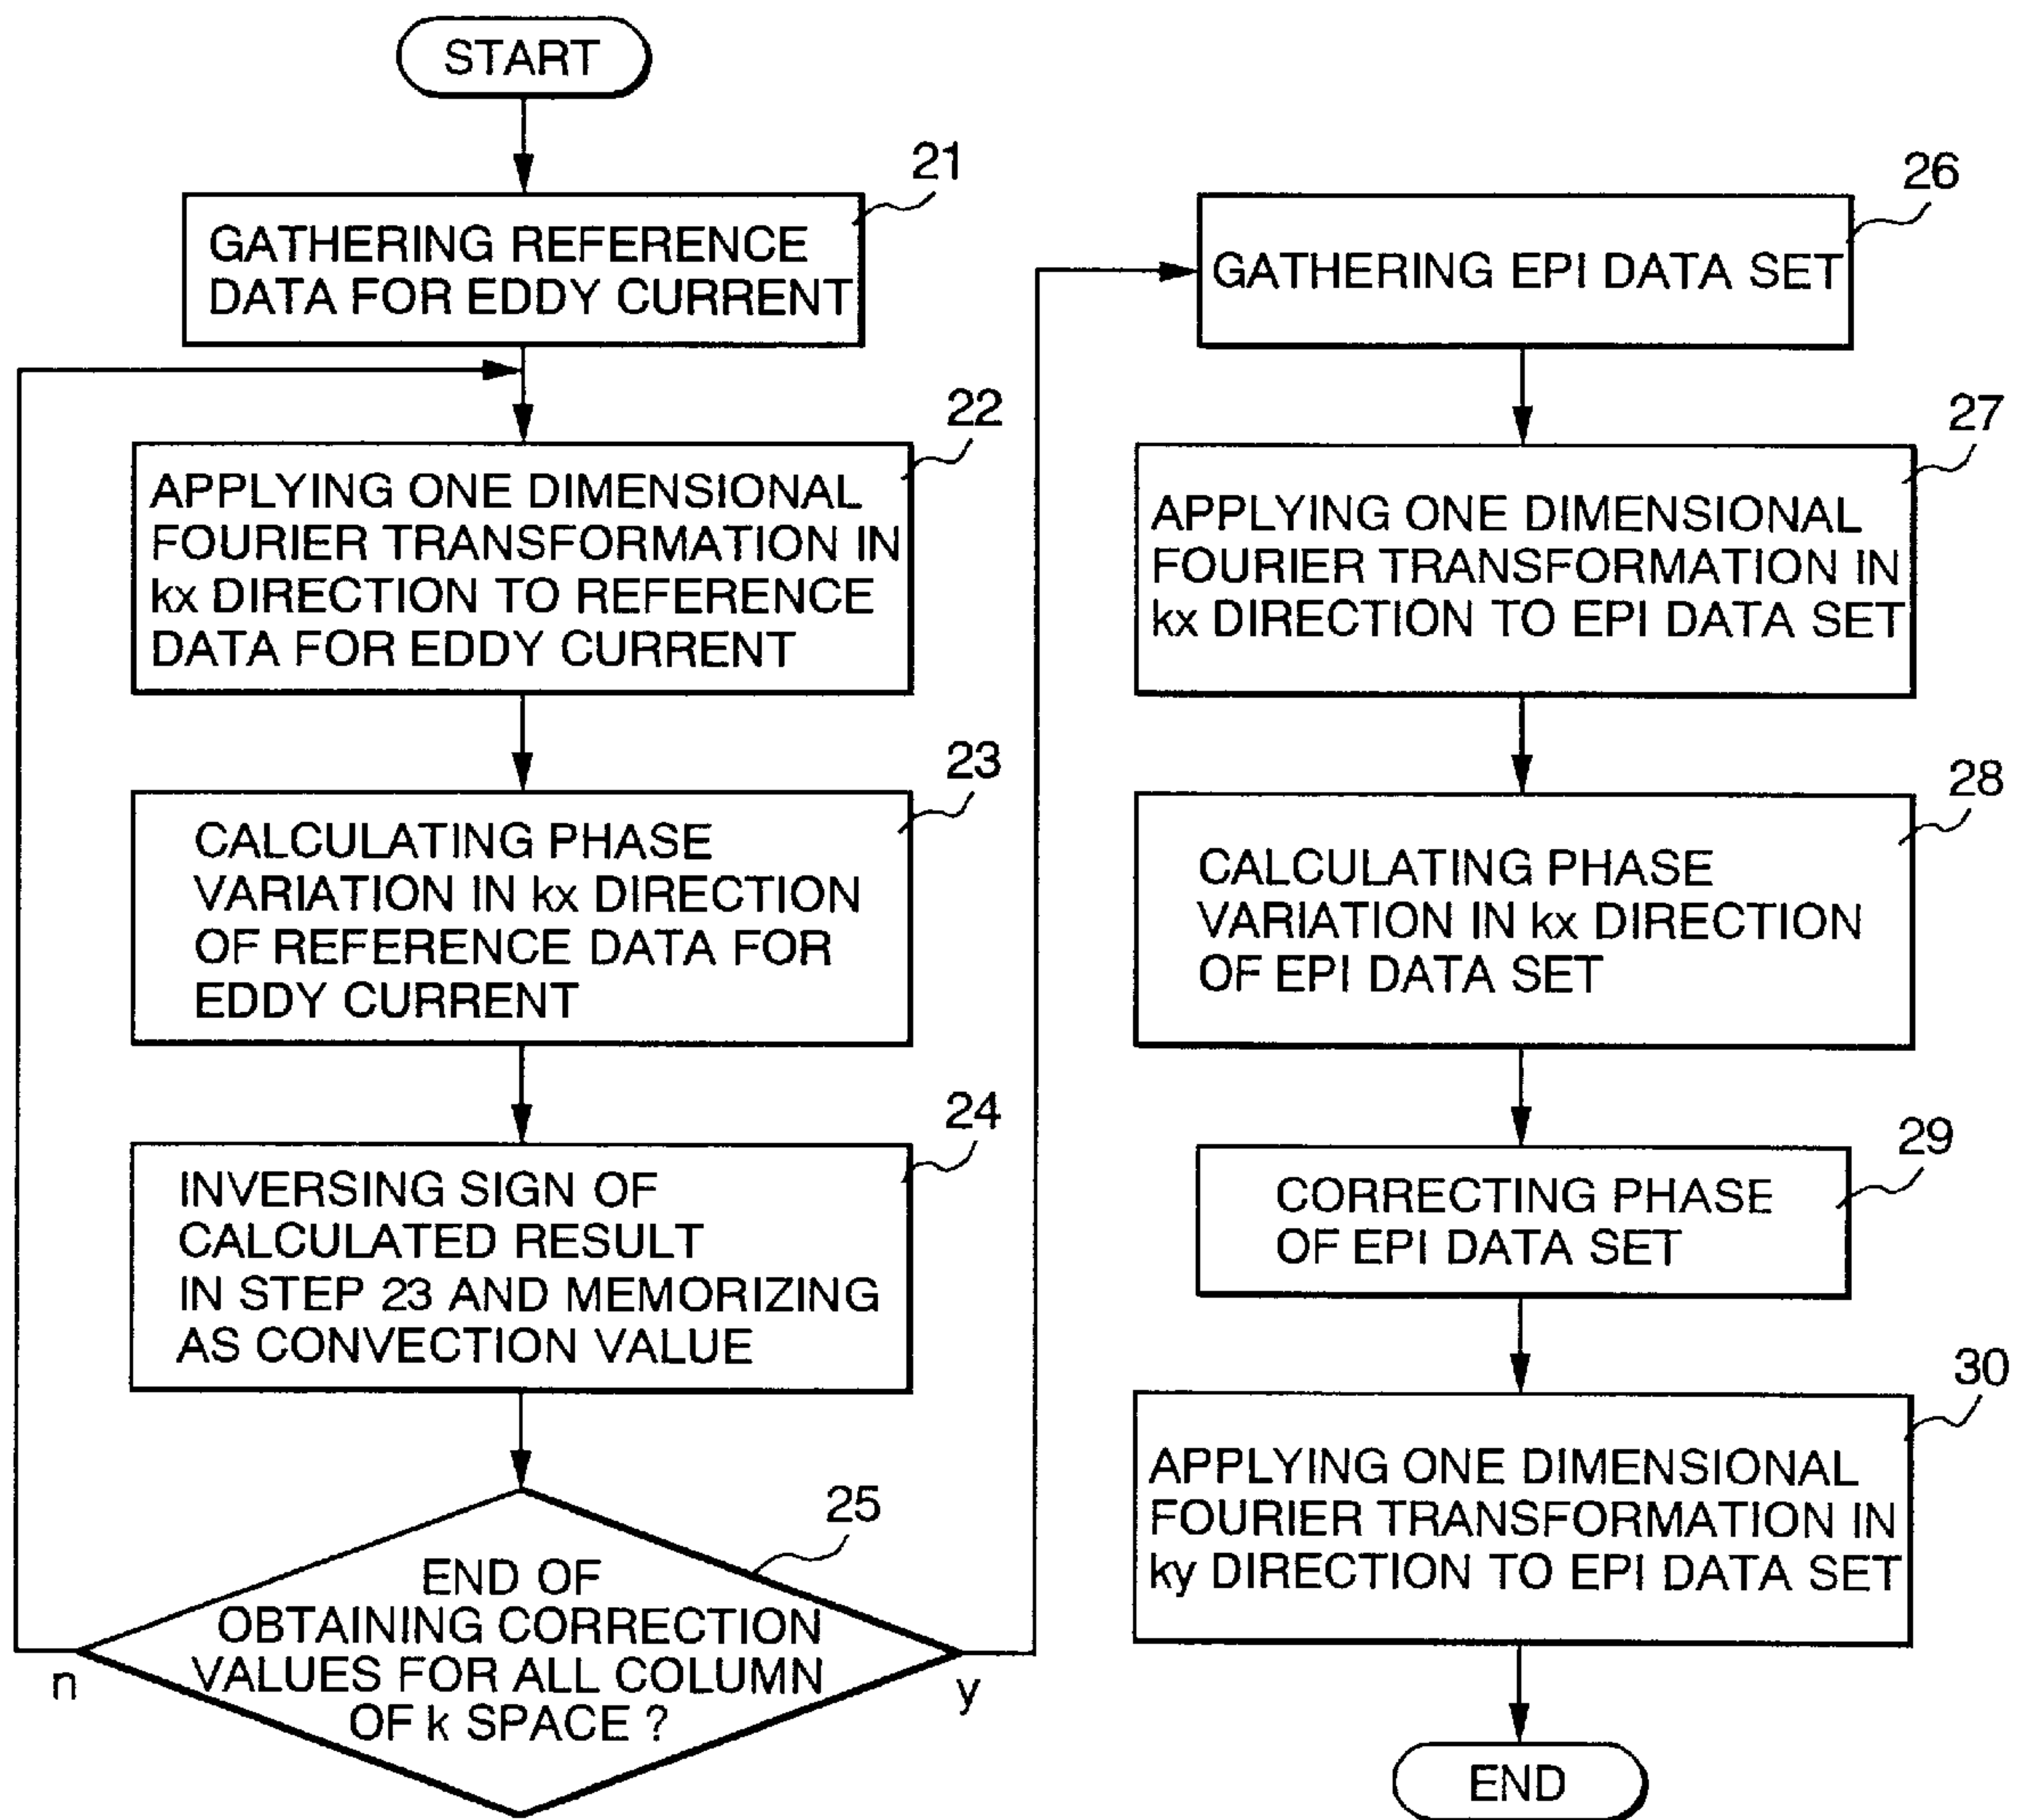 START
21
GATHERING REFERENCE
DATA FOR EDDY CURRENT
22
APPLYING ONE DIMENSIONAL
FOURIER TRANSFORMATION IN
kx DIRECTION TO REFERENCE
DATA FOR EDDY CURRENT
23
CALCULATING PHASE
VARIATION IN kx DIRECTION
OF REFERENCE DATA FOR
EDDY CURRENT
24
INVERSING SIGN OF
CALCULATED RESULT
IN STEP 23 AND MEMORIZING
AS CONVECTION VALUE
25
END OF
OBTAINING CORRECTION
VALUES FOR ALL COLUMN
OF k SPACE ?
n
y
26
GATHERING EPI DATA SET
27
APPLYING ONE DIMENSIONAL
FOURIER TRANSFORMATION IN
kx DIRECTION TO EPI DATA SET
28
CALCULATING PHASE
VARIATION IN kx DIRECTION
OF EPI DATA SET
29
CORRECTING PHASE
OF EPI DATA SET
30
APPLYING ONE DIMENSIONAL
FOURIER TRANSFORMATION IN
ky DIRECTION TO EPI DATA SET
END